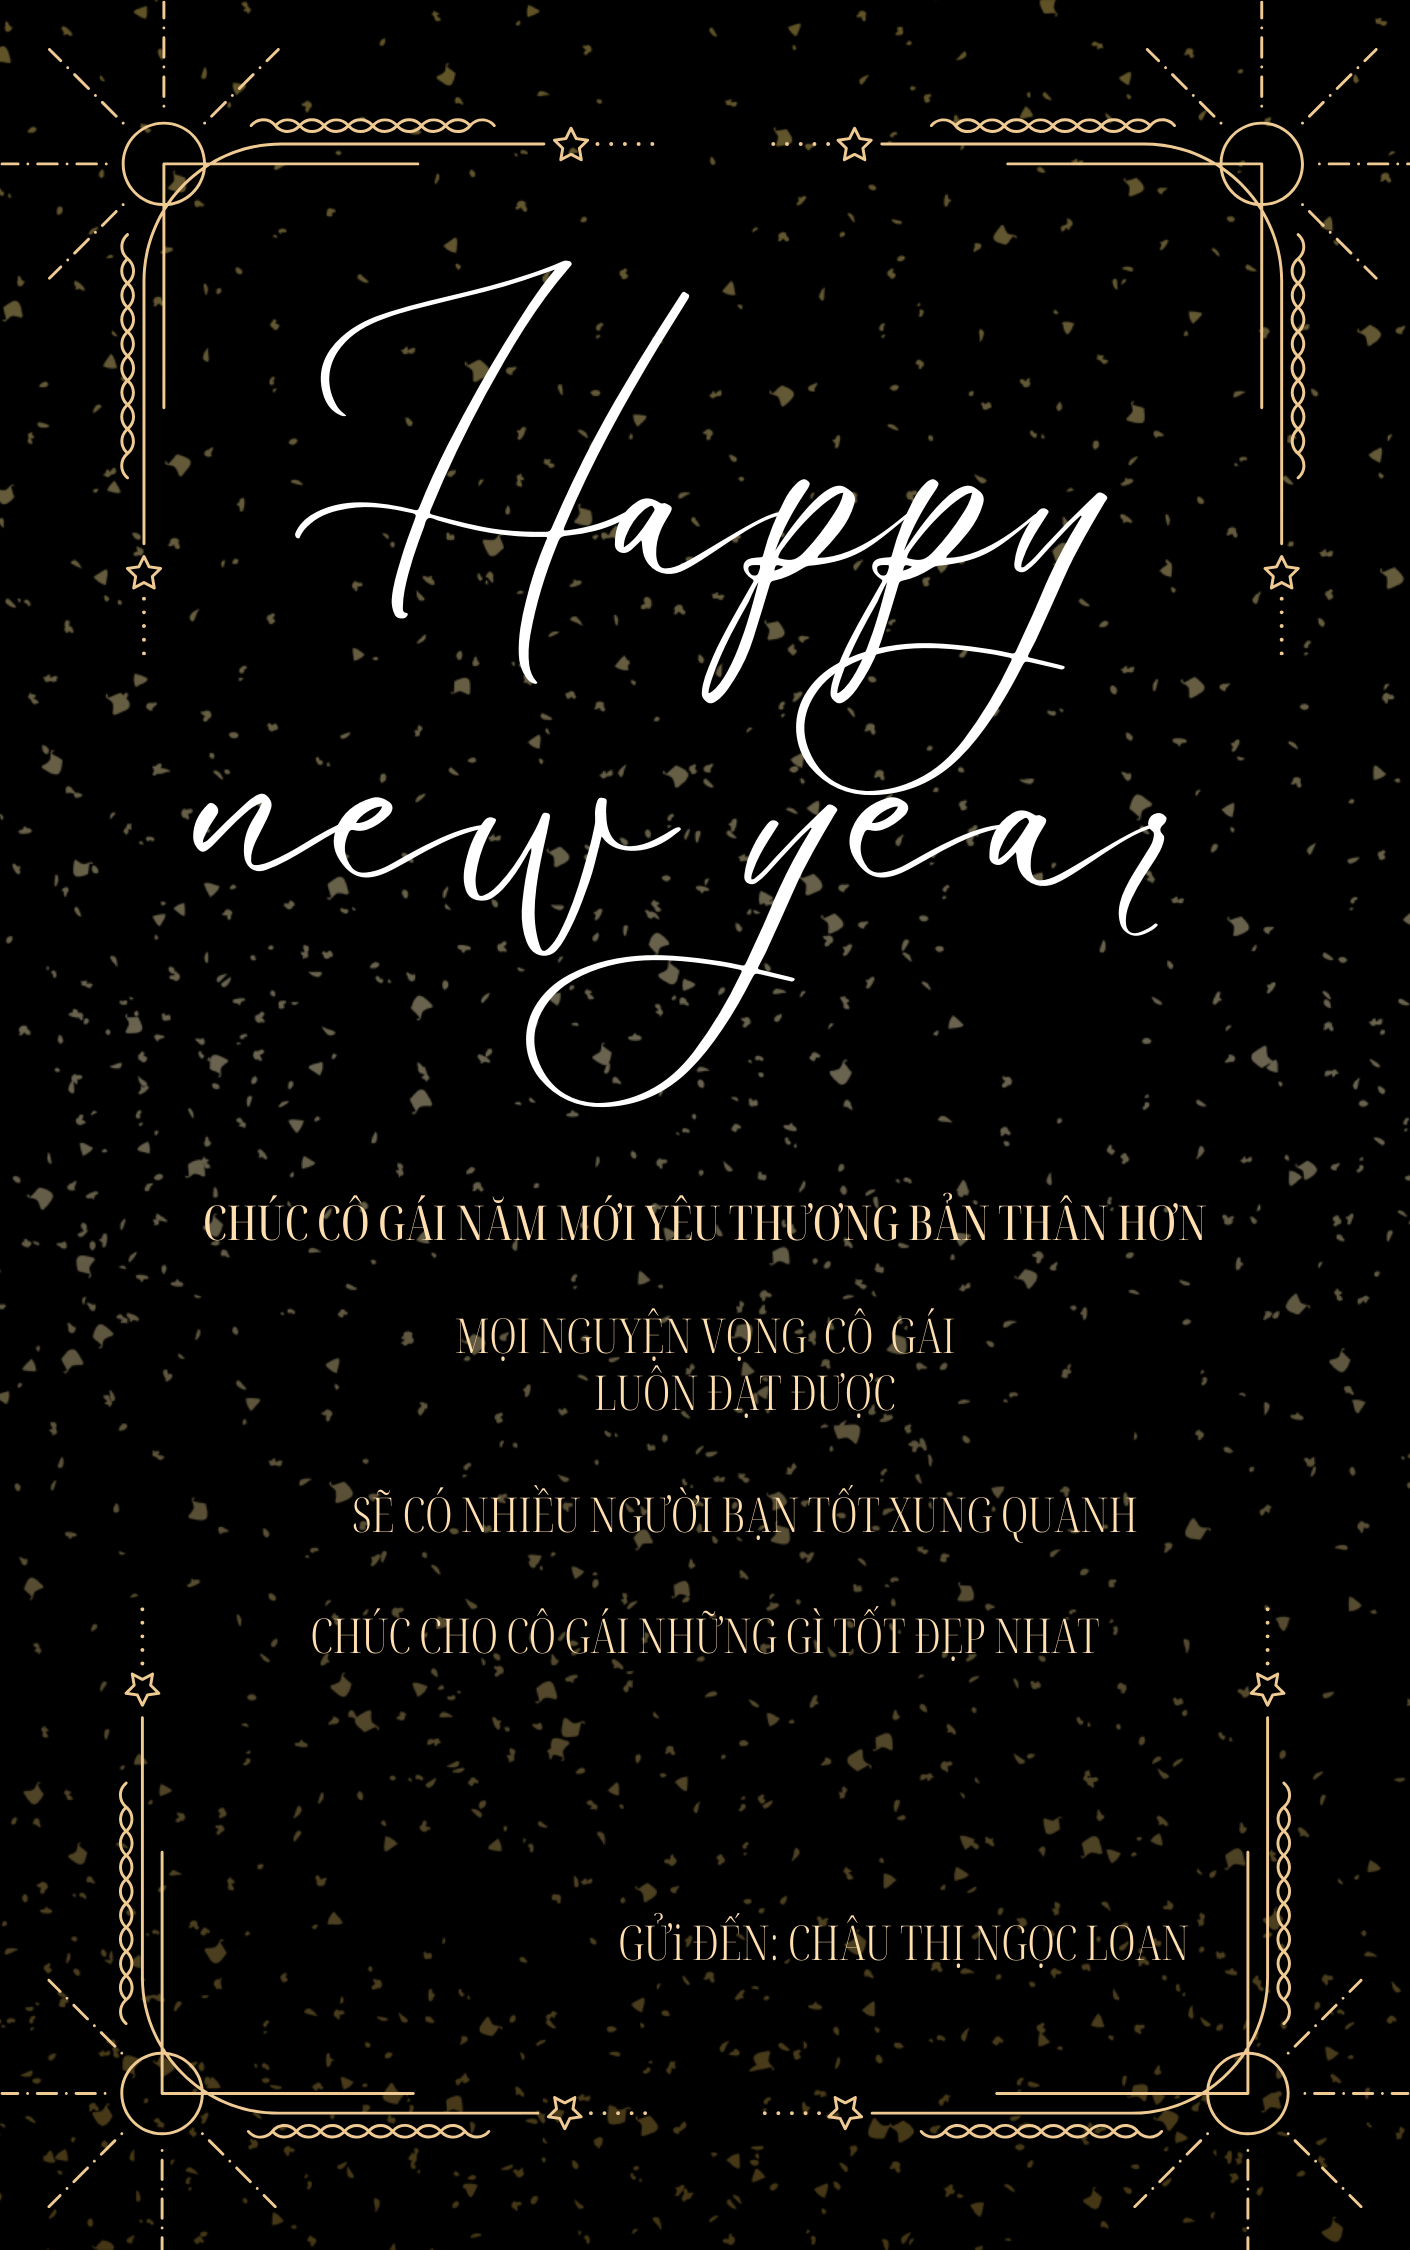 Happy
new year
CHÚC CÔ GÁI NĂM MỚI YÊU THƯƠNG BẢN THÂN HƠN
MỌI NGUYỆN VỌNG CÔ GÁI
LUÔN ĐẠT ĐƯỢC
SẼ CÓ NHIỀU NGƯỜI BẠN TỐT XUNG QUANH
CHÚC CHO CÔ GÁI NHỮNG GÌ TỐT ĐẸP NHAT
GỬi ĐẾN: CHÂU THỊ NGỌC LOAN